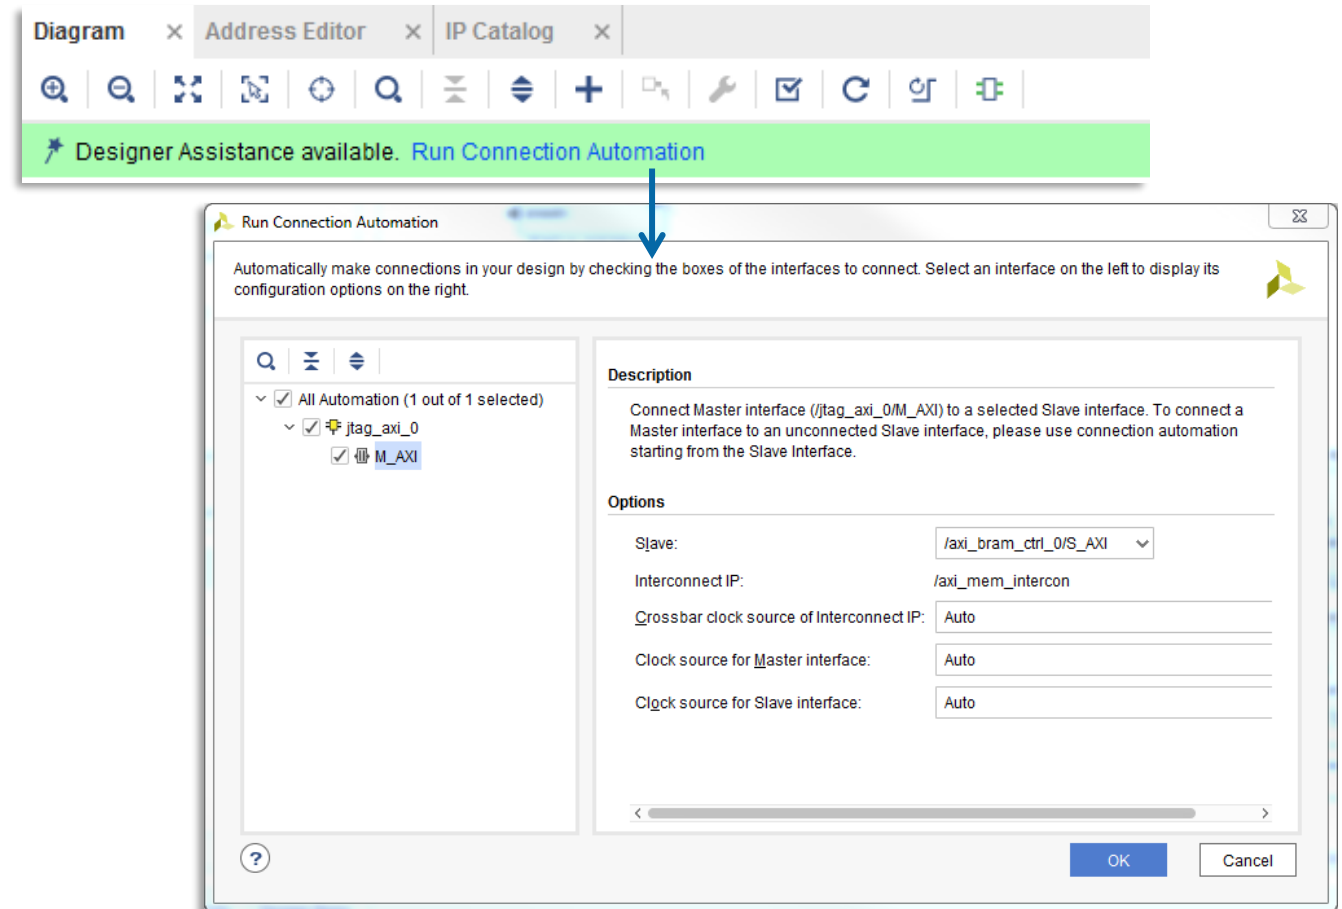 Diagram
Address Editor
IP Catalog
Designer Assistance available. Run Connection Automation
Run Connection Automation
Automatically make connections in your design by checking the boxes of the interfaces to connect. Select an interface on the left to display its
configuration options on the right.
All Automation (1 out of 1 selected)
jtag_axi_0
M_AXI
Description
Connect Master interface (/jtag_axi_0/M_AXI) to a selected Slave interface. To connect a
Master interface to an unconnected Slave interface, please use connection automation
starting from the Slave Interface.
Options
Slave: /axi_bram_ctrl_0/S_AXI
Interconnect IP: /axi_mem_intercon
Crossbar clock source of Interconnect IP: Auto
Clock source for Master interface: Auto
Clock source for Slave interface: Auto
?
OK
Cancel